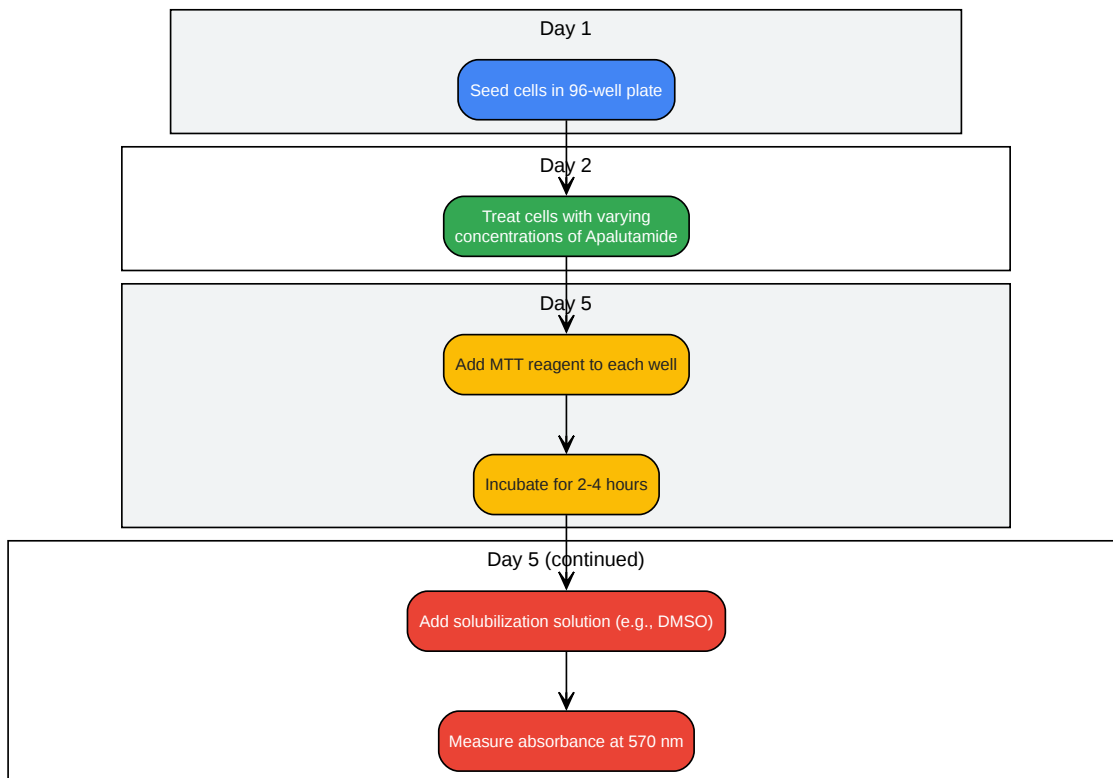 Day 1
Seed cells in 96-well plate
Day 2
Treat cells with varying
concentrations of Apalutamide
Day 5
Add MTT reagent to each well
Incubate for 2-4 hours
Day 5 (continued)
Add solubilization solution (e.g., DMSO)
Measure absorbance at 570 nm